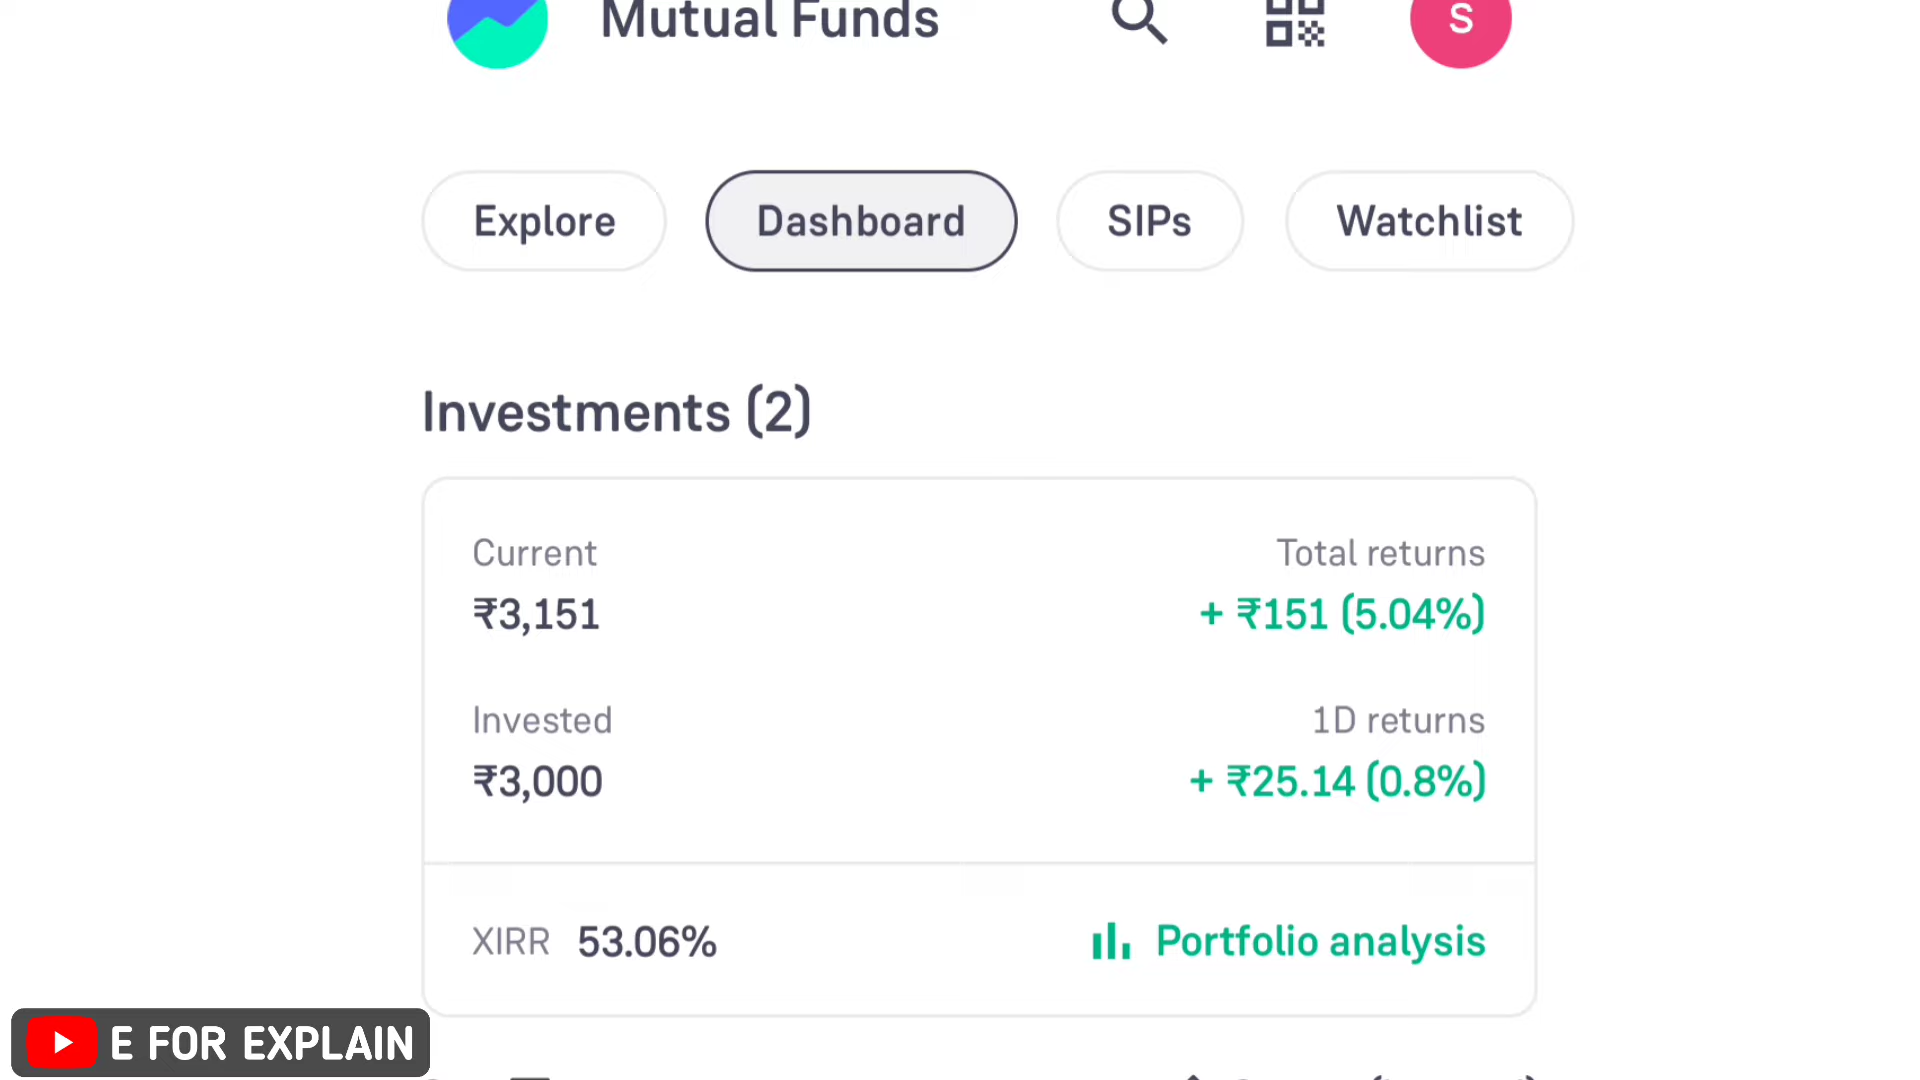 Mutual Funds
S
Explore
Dashboard
SIPs
Watchlist
Investments (2)
Current
Total returns
₹3,151
+ ₹151 (5.04%)
Invested
1D returns
₹3,000
+ ₹25.14 (0.8%)
XIRR 53.06%
Portfolio analysis
E FOR EXPLAIN